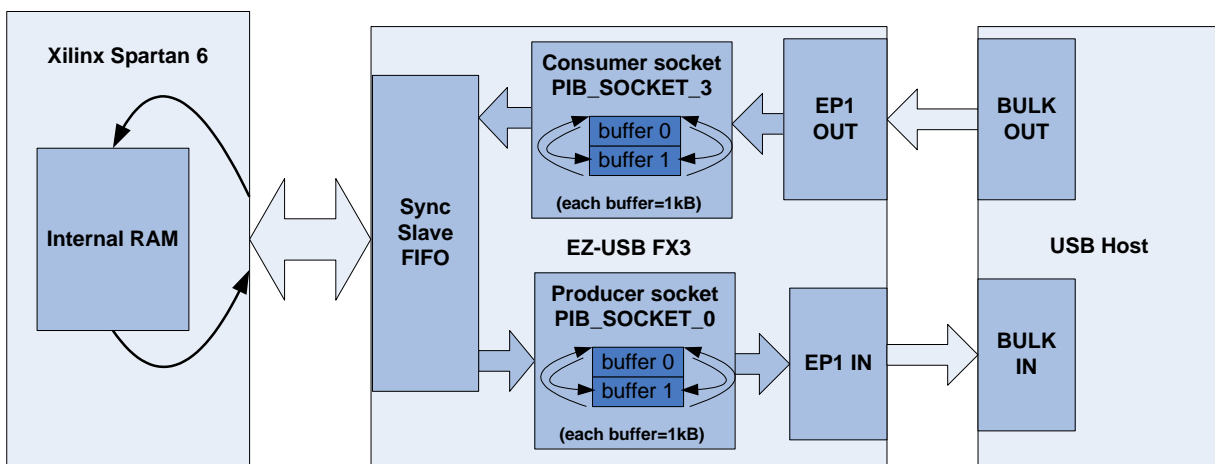 Xilinx Spartan 6
Internal RAM
Sync
Slave
FIFO
Consumer socket
PIB_SOCKET_3
buffer 0
buffer 1
(each buffer=1kB)
EZ-USB FX3
Producer socket
PIB_SOCKET_0
buffer 0
buffer 1
(each buffer=1kB)
EP1
OUT
EP1 IN
BULK
OUT
USB Host
BULK
IN